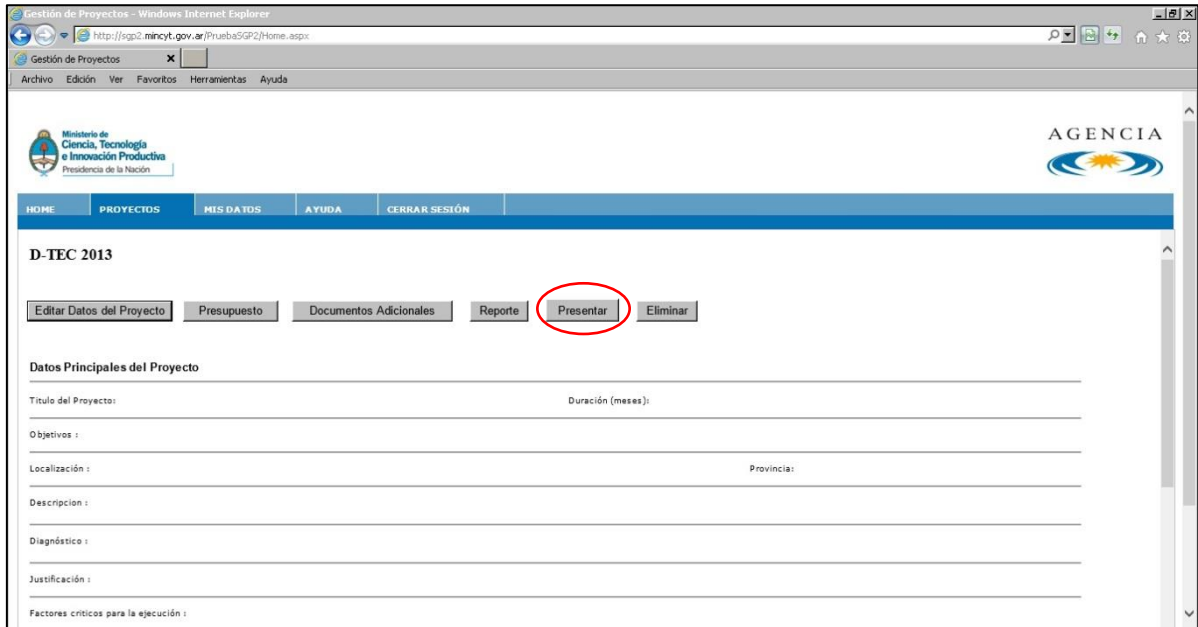 Gestión de Proyectos - Windows Internet Explorer
http://sgp2.mincyt.gov.ar/PruebaSGP2/Home.aspx
Gestión de Proyectos
Archivo Edición Ver Favoritos Herramientas Ayuda
Ministerio de
Ciencia, Tecnología
e Innovación Productiva
Presidencia de la Nación
AGENCIA
HOME PROYECTOS MIS DATOS AYUDA CERRAR SESIÓN
D-TEC 2013
Editar Datos del Proyecto Presupuesto Documentos Adicionales Reporte Presentar Eliminar
Datos Principales del Proyecto
Titulo del Proyecto: Duración (meses):
Objetivos :
Localización : Provincia:
Descripcion :
Diagnóstico :
Justificación :
Factores criticos para la ejecución :